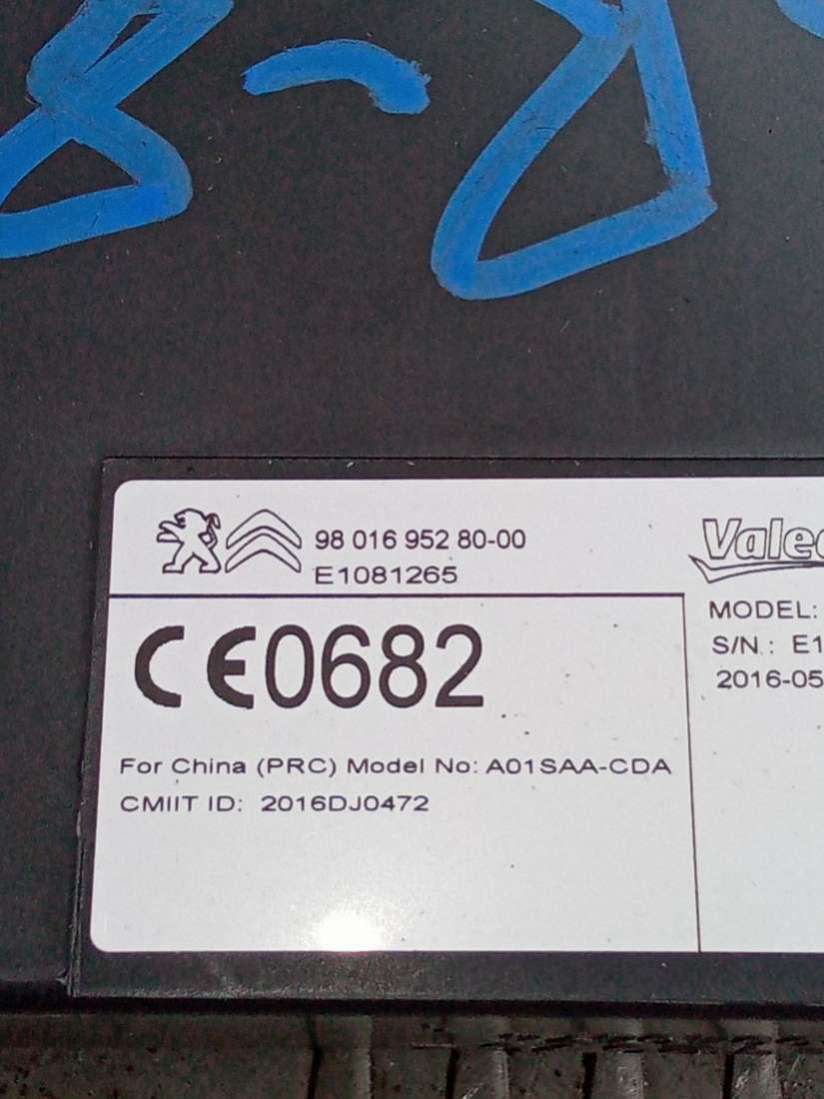 98 016 952 80-00
E1081265
CE0682
For China (PRC) Model No: A01SAA-CDA
CMIIT ID: 2016DJ0472
Valeo
MODEL:
S/N.: E1
2016-05